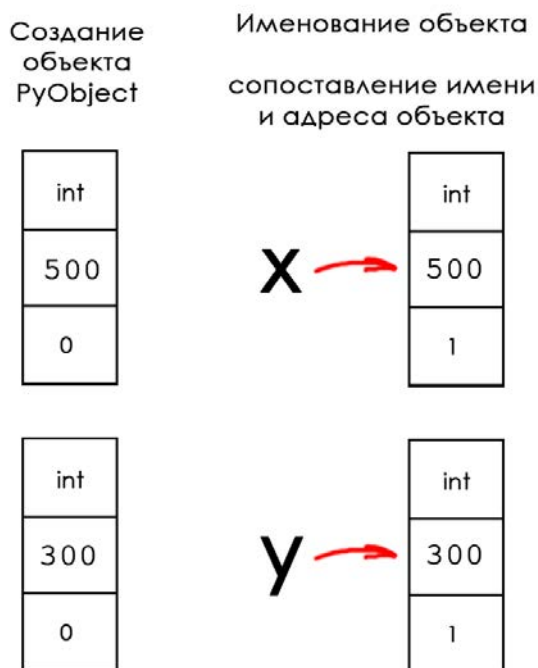 Создание
объекта
PyObject
Именование объекта
сопоставление имени
и адреса объекта
int
500
0
x
int
500
1
int
300
0
y
int
300
1